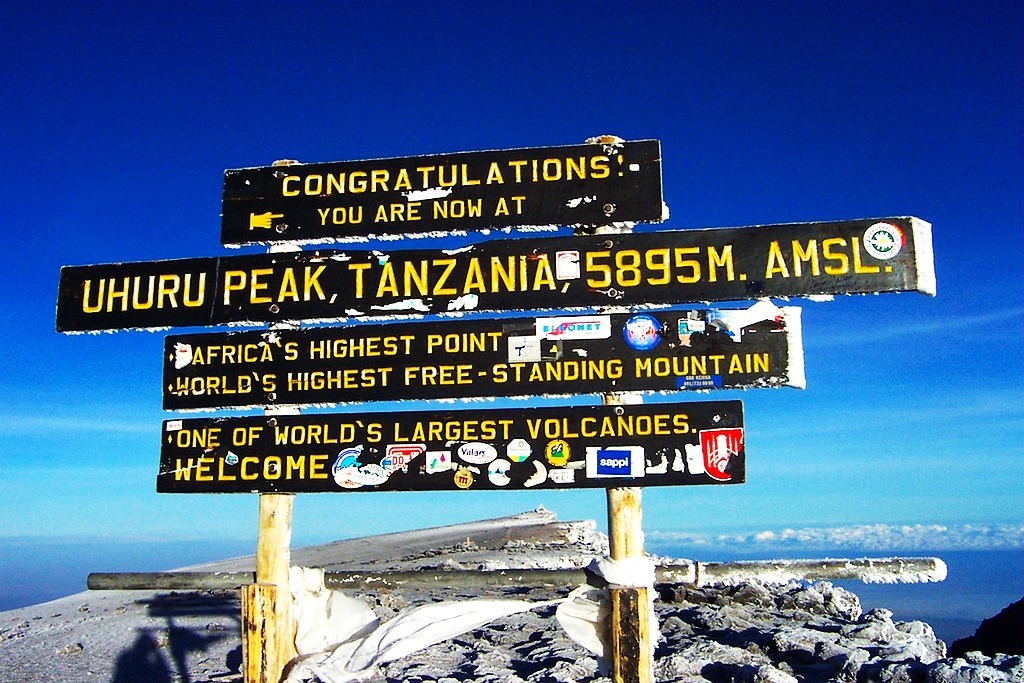 CONGRATULATIONS!
YOU ARE NOW AT
UHURU PEAK, TANZANIA, 5895M. AMSL.
AFRICA'S HIGHEST POINT
WORLD'S HIGHEST FREE-STANDING MOUNTAIN
ONE OF WORLD'S LARGEST VOLCANOES.
WELCOME
Villars
sappi